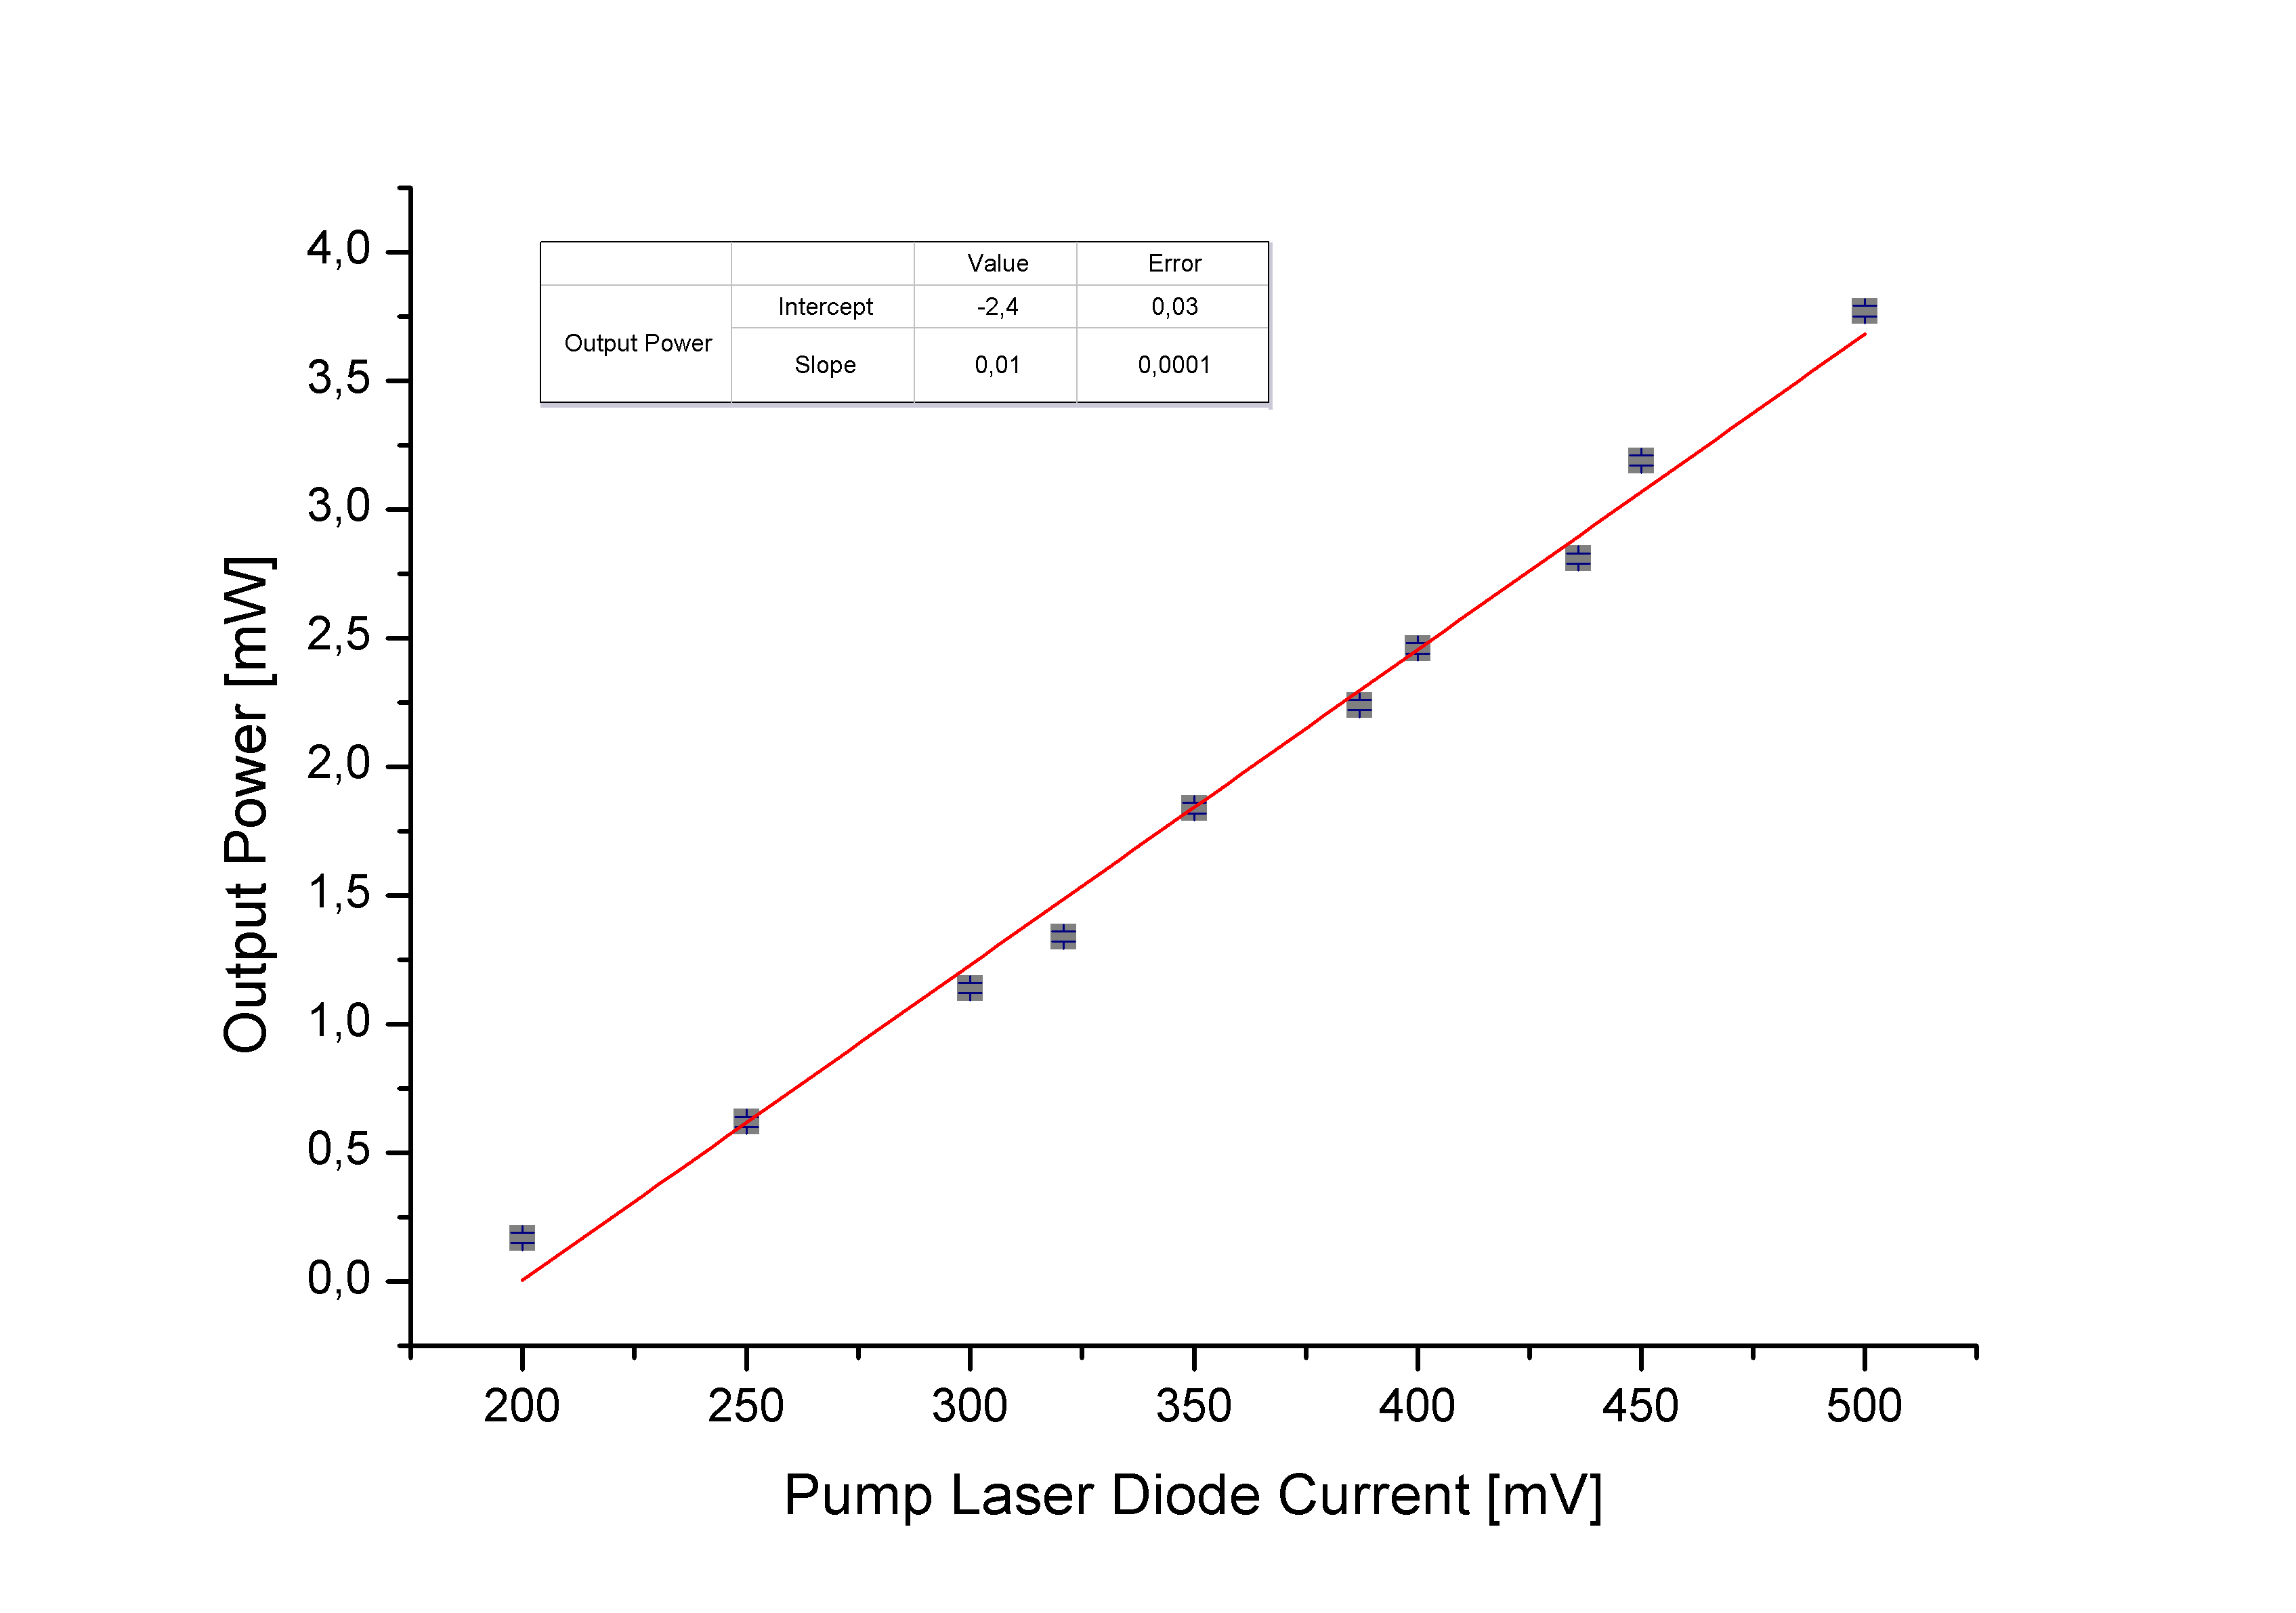 4,0
3,5
3,0
2,5
2,0
1,5
1,0
0,5
0,0
Output Power [mW]
Value Error
Intercept -2,4 0,03
Output Power
Slope 0,01 0,0001
200 250 300 350 400 450 500
Pump Laser Diode Current [mV]